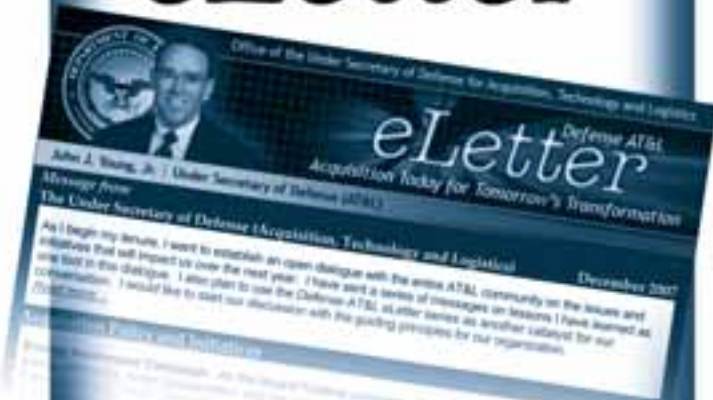 eLetter
DEPARTMENT OF
Office of the Under Secretary of Defense for Acquisition, Technology and Logistics
Defense AT&L
eLetter
Acquisition Today for Tomorrow's Transformation
John J. Young, Jr. | Under Secretary of Defense (AT&L)
Message from
The Under Secretary of Defense (Acquisition, Technology and Logistics)
December 2007
As I begin my tenure, I want to establish an open dialogue with the entire AT&L community on the issues and
initiatives that will impact us over the next year. I have sent a series of messages on lessons I have learned as
one tool in this dialogue. I also plan to use the Defense AT&L eLetter series as another catalyst for our
conversation. I would like to start our discussion with the guiding principles for our organization.